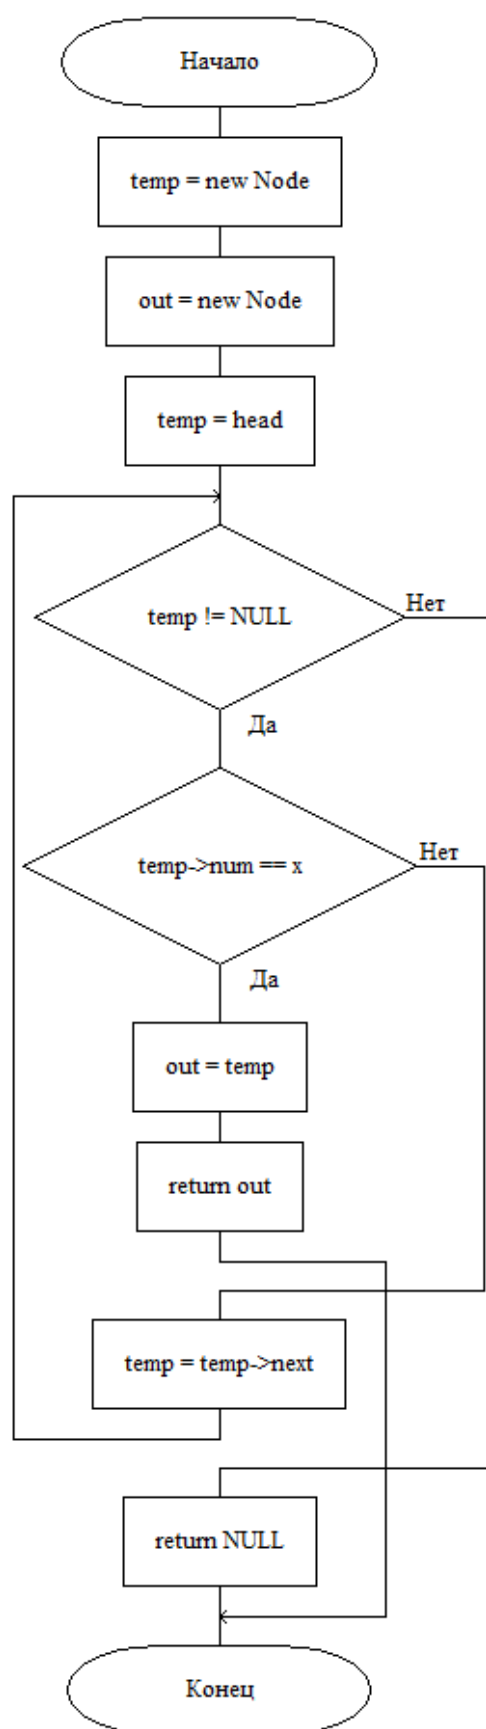 Начало
temp = new Node
out = new Node
temp = head
temp != NULL
Нет
Да
temp->num == x
Нет
Да
out = temp
return out
temp = temp->next
return NULL
Конец